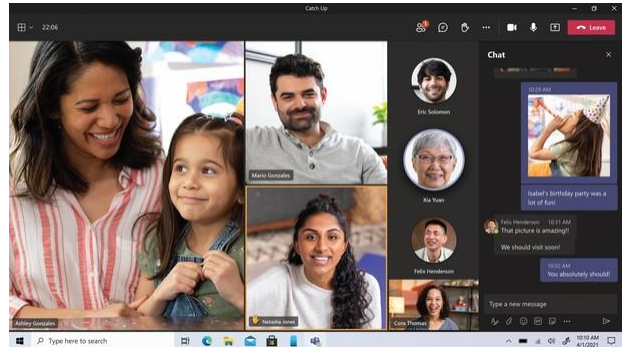 Catch Up
22:06
1
Leave
Chat
10:29 AM
Isabel's birthday party was a
lot of fun!
Felix Henderson 10:31 AM
That picture is amazing!!
We should visit soon!
10:32 AM
You absolutely should!
Type a new message
Mario Gonzales
Eric Solomon
Xia Yuan
Felix Henderson
Ashley Gonzales
Natasha Jones
Cora Thomas
Type here to search
10:10 AM
4/1/2021